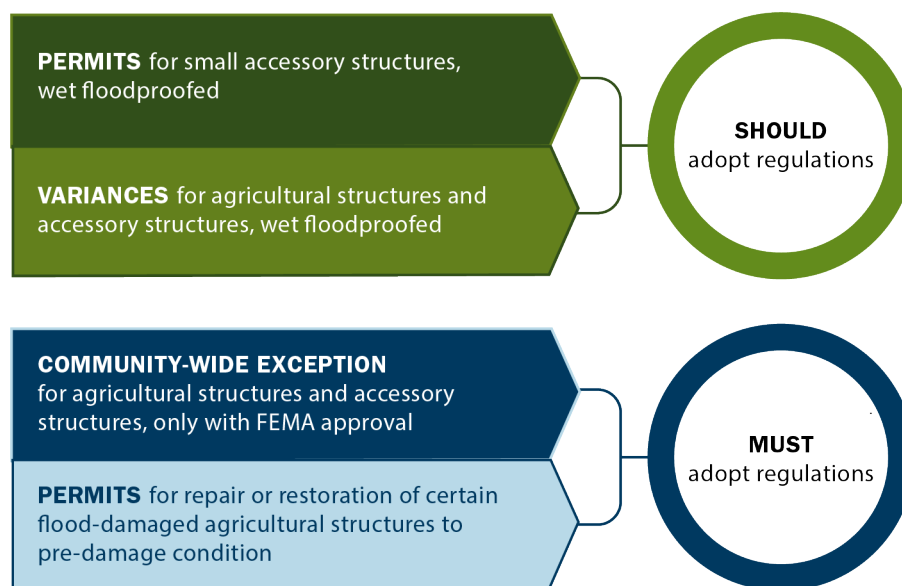 PERMITS for small accessory structures,
wet floodproofed
SHOULD
adopt regulations
VARIANCES for agricultural structures and
accessory structures, wet floodproofed
COMMUNITY-WIDE EXCEPTION
for agricultural structures and accessory
structures, only with FEMA approval
MUST
adopt regulations
PERMITS for repair or restoration of certain
flood-damaged agricultural structures to
pre-damage condition